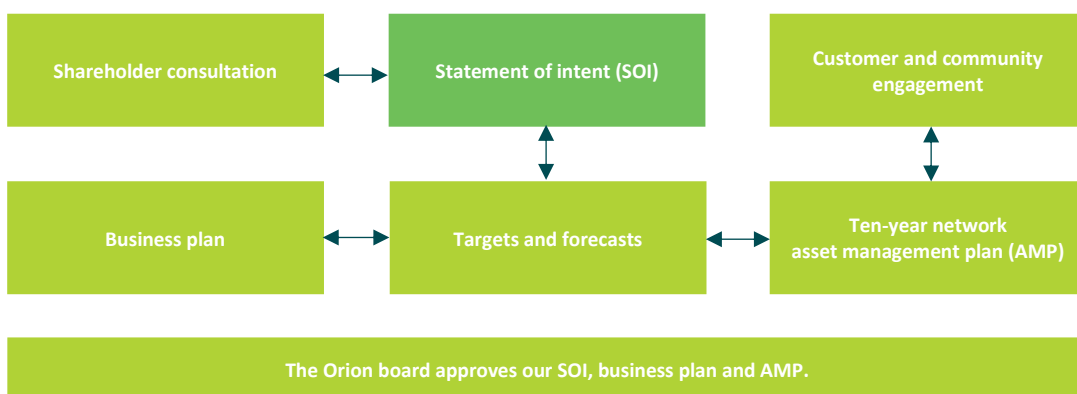 Shareholder consultation
Statement of intent (SOI)
Customer and community
engagement
Business plan
Targets and forecasts
Ten-year network
asset management plan (AMP)
The Orion board approves our SOI, business plan and AMP.